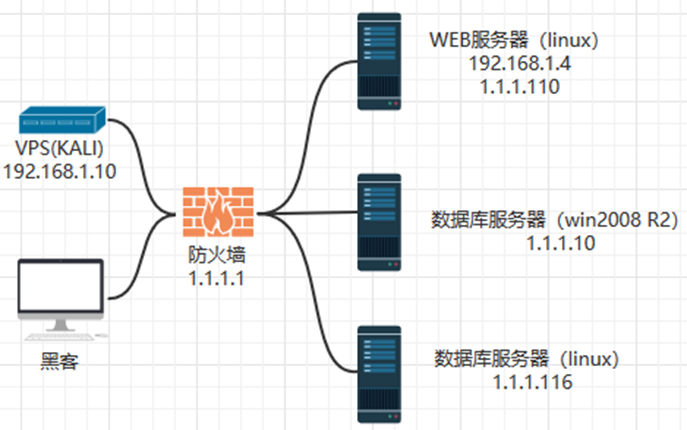 WEB服务器（linux）
192.168.1.4
1.1.1.110
VPS(KALI)
192.168.1.10
防火墙
1.1.1.1
数据库服务器（win2008 R2）
1.1.1.10
黑客
数据库服务器（linux）
1.1.1.116